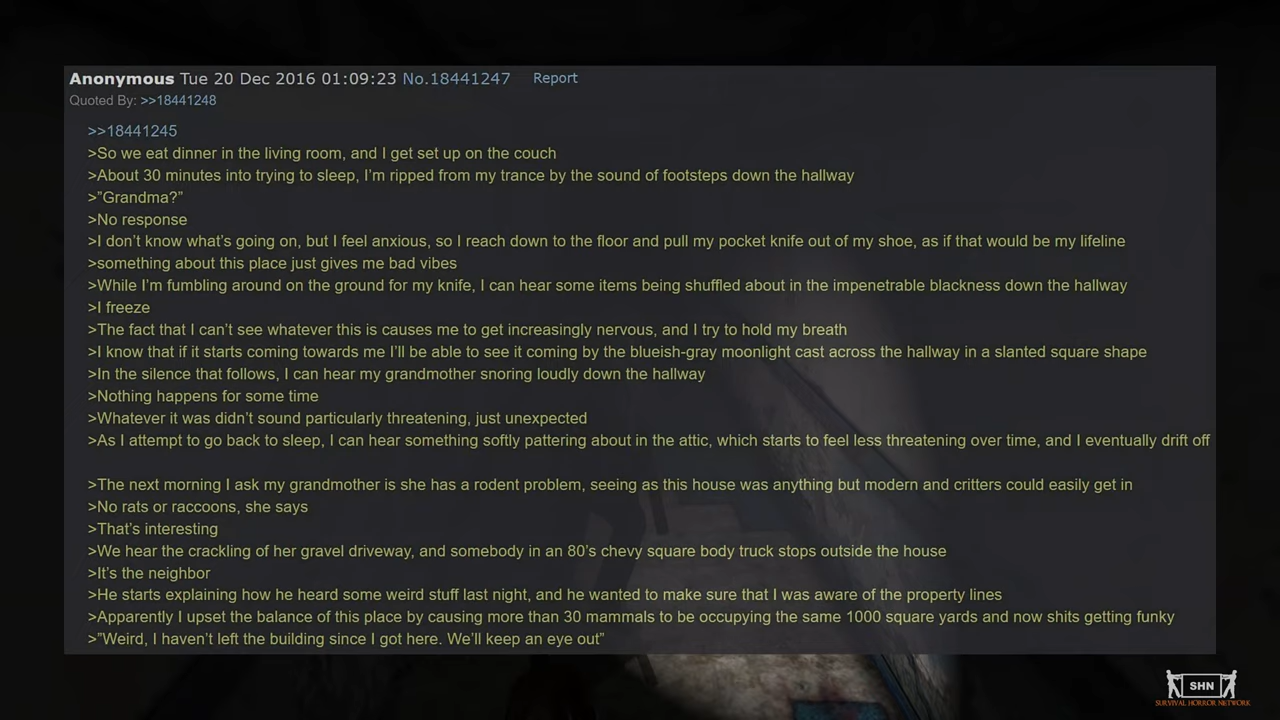 Anonymous Tue 20 Dec 2016 01:09:23 No.18441247 Report
Quoted By: >>18441248
>>18441245
>So we eat dinner in the living room, and I get set up on the couch
>About 30 minutes into trying to sleep, I'm ripped from my trance by the sound of footsteps down the hallway
>"Grandma?"
>No response
>I don't know what's going on, but I feel anxious, so I reach down to the floor and pull my pocket knife out of my shoe, as if that would be my lifeline
>something about this place just gives me bad vibes
>While I'm fumbling around on the ground for my knife, I can hear some items being shuffled about in the impenetrable blackness down the hallway
>I freeze
>The fact that I can't see whatever this is causes me to get increasingly nervous, and I try to hold my breath
>I know that if it starts coming towards me I'll be able to see it coming by the blueish-gray moonlight cast across the hallway in a slanted square shape
>In the silence that follows, I can hear my grandmother snoring loudly down the hallway
>Nothing happens for some time
>Whatever it was didn't sound particularly threatening, just unexpected
>As I attempt to go back to sleep, I can hear something softly pattering about in the attic, which starts to feel less threatening over time, and I eventually drift off
>The next morning I ask my grandmother is she has a rodent problem, seeing as this house was anything but modern and critters could easily get in
>No rats or raccoons, she says
>That's interesting
>We hear the crackling of her gravel driveway, and somebody in an 80's chevy square body truck stops outside the house
>It's the neighbor
>He starts explaining how he heard some weird stuff last night, and he wanted to make sure that I was aware of the property lines
>Apparently I upset the balance of this place by causing more than 30 mammals to be occupying the same 1000 square yards and now shits getting funky
>"Weird, I haven't left the building since I got here. We'll keep an eye out"
SHN
SURVIVAL HORROR NETWORK